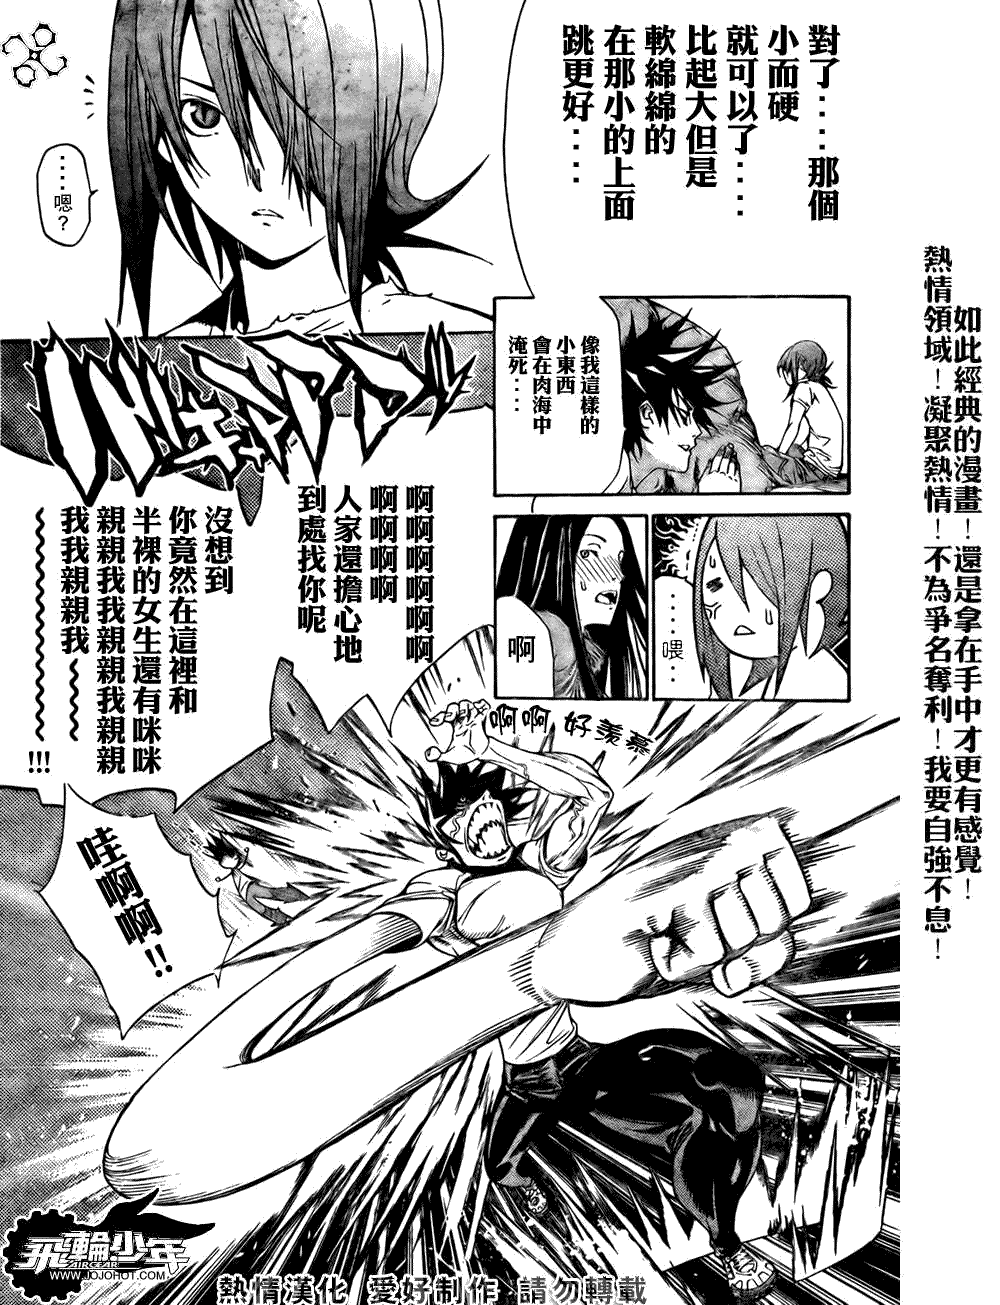 對了．．．．那個
小而硬
就可以了．．．．
比起大但是
軟綿綿的
在那小的上面
跳更好．．．．
．．．．嗯？
像我這樣的
小東西
會在肉海中
淹死．．．
．．．．喂
啊
啊啊啊啊啊啊
啊啊啊啊
人家還擔心地
到處找你呢
沒想到
你竟然在這裡和
半裸的女生還有咪咪
親親我我親親我親親
我我親親我～～～～
～～～～～～～～!!!
啊啊 好羨慕
哇啊啊!!
如此經典的漫畫！還是拿在手中才更有感覺！
熱情領域！凝聚熱情！不為爭名奪利！我要自強不息！
飛輪少年
AIRGEAR
WWW.JOJOHOT.COM
熱情漢化 愛好制作 請勿轉載